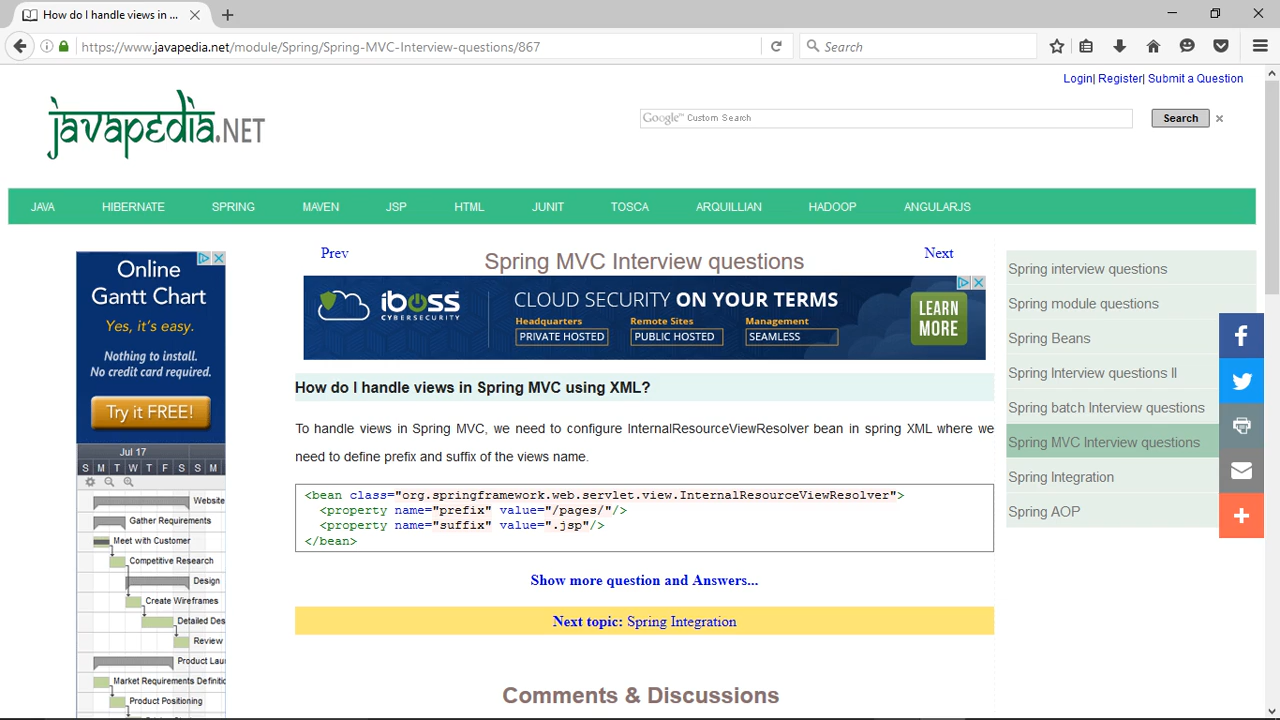 How do I handle views in ...
https://www.javapedia.net/module/Spring/Spring-MVC-Interview-questions/867
Search
Login| Register| Submit a Question
javapedia.NET
Google™ Custom Search
Search
JAVA HIBERNATE SPRING MAVEN JSP HTML JUNIT TOSCA ARQUILLIAN HADOOP ANGULARJS
Online
Gantt Chart
Yes, it's easy.
Nothing to install.
No credit card required.
Try it FREE!
Jul 17
S M T W T F S S M
Website
Gather Requirements
Meet with Customer
Competitive Research
Design
Create Wireframes
Detailed Des
Review
Product Lau
Market Requirements Definitio
Product Positioning
Prev
Spring MVC Interview questions
Next
iboss
CYBERSECURITY
CLOUD SECURITY ON YOUR TERMS
Headquarters Remote Sites Management
PRIVATE HOSTED PUBLIC HOSTED SEAMLESS
LEARN
MORE
How do I handle views in Spring MVC using XML?
To handle views in Spring MVC, we need to configure InternalResourceViewResolver bean in spring XML where we
need to define prefix and suffix of the views name.
<bean class="org.springframework.web.servlet.view.InternalResourceViewResolver">
<property name="prefix" value="/pages/"/>
<property name="suffix" value=".jsp"/>
</bean>
Show more question and Answers...
Next topic: Spring Integration
Comments & Discussions
Spring interview questions
Spring module questions
Spring Beans
Spring Interview questions II
Spring batch Interview questions
Spring MVC Interview questions
Spring Integration
Spring AOP